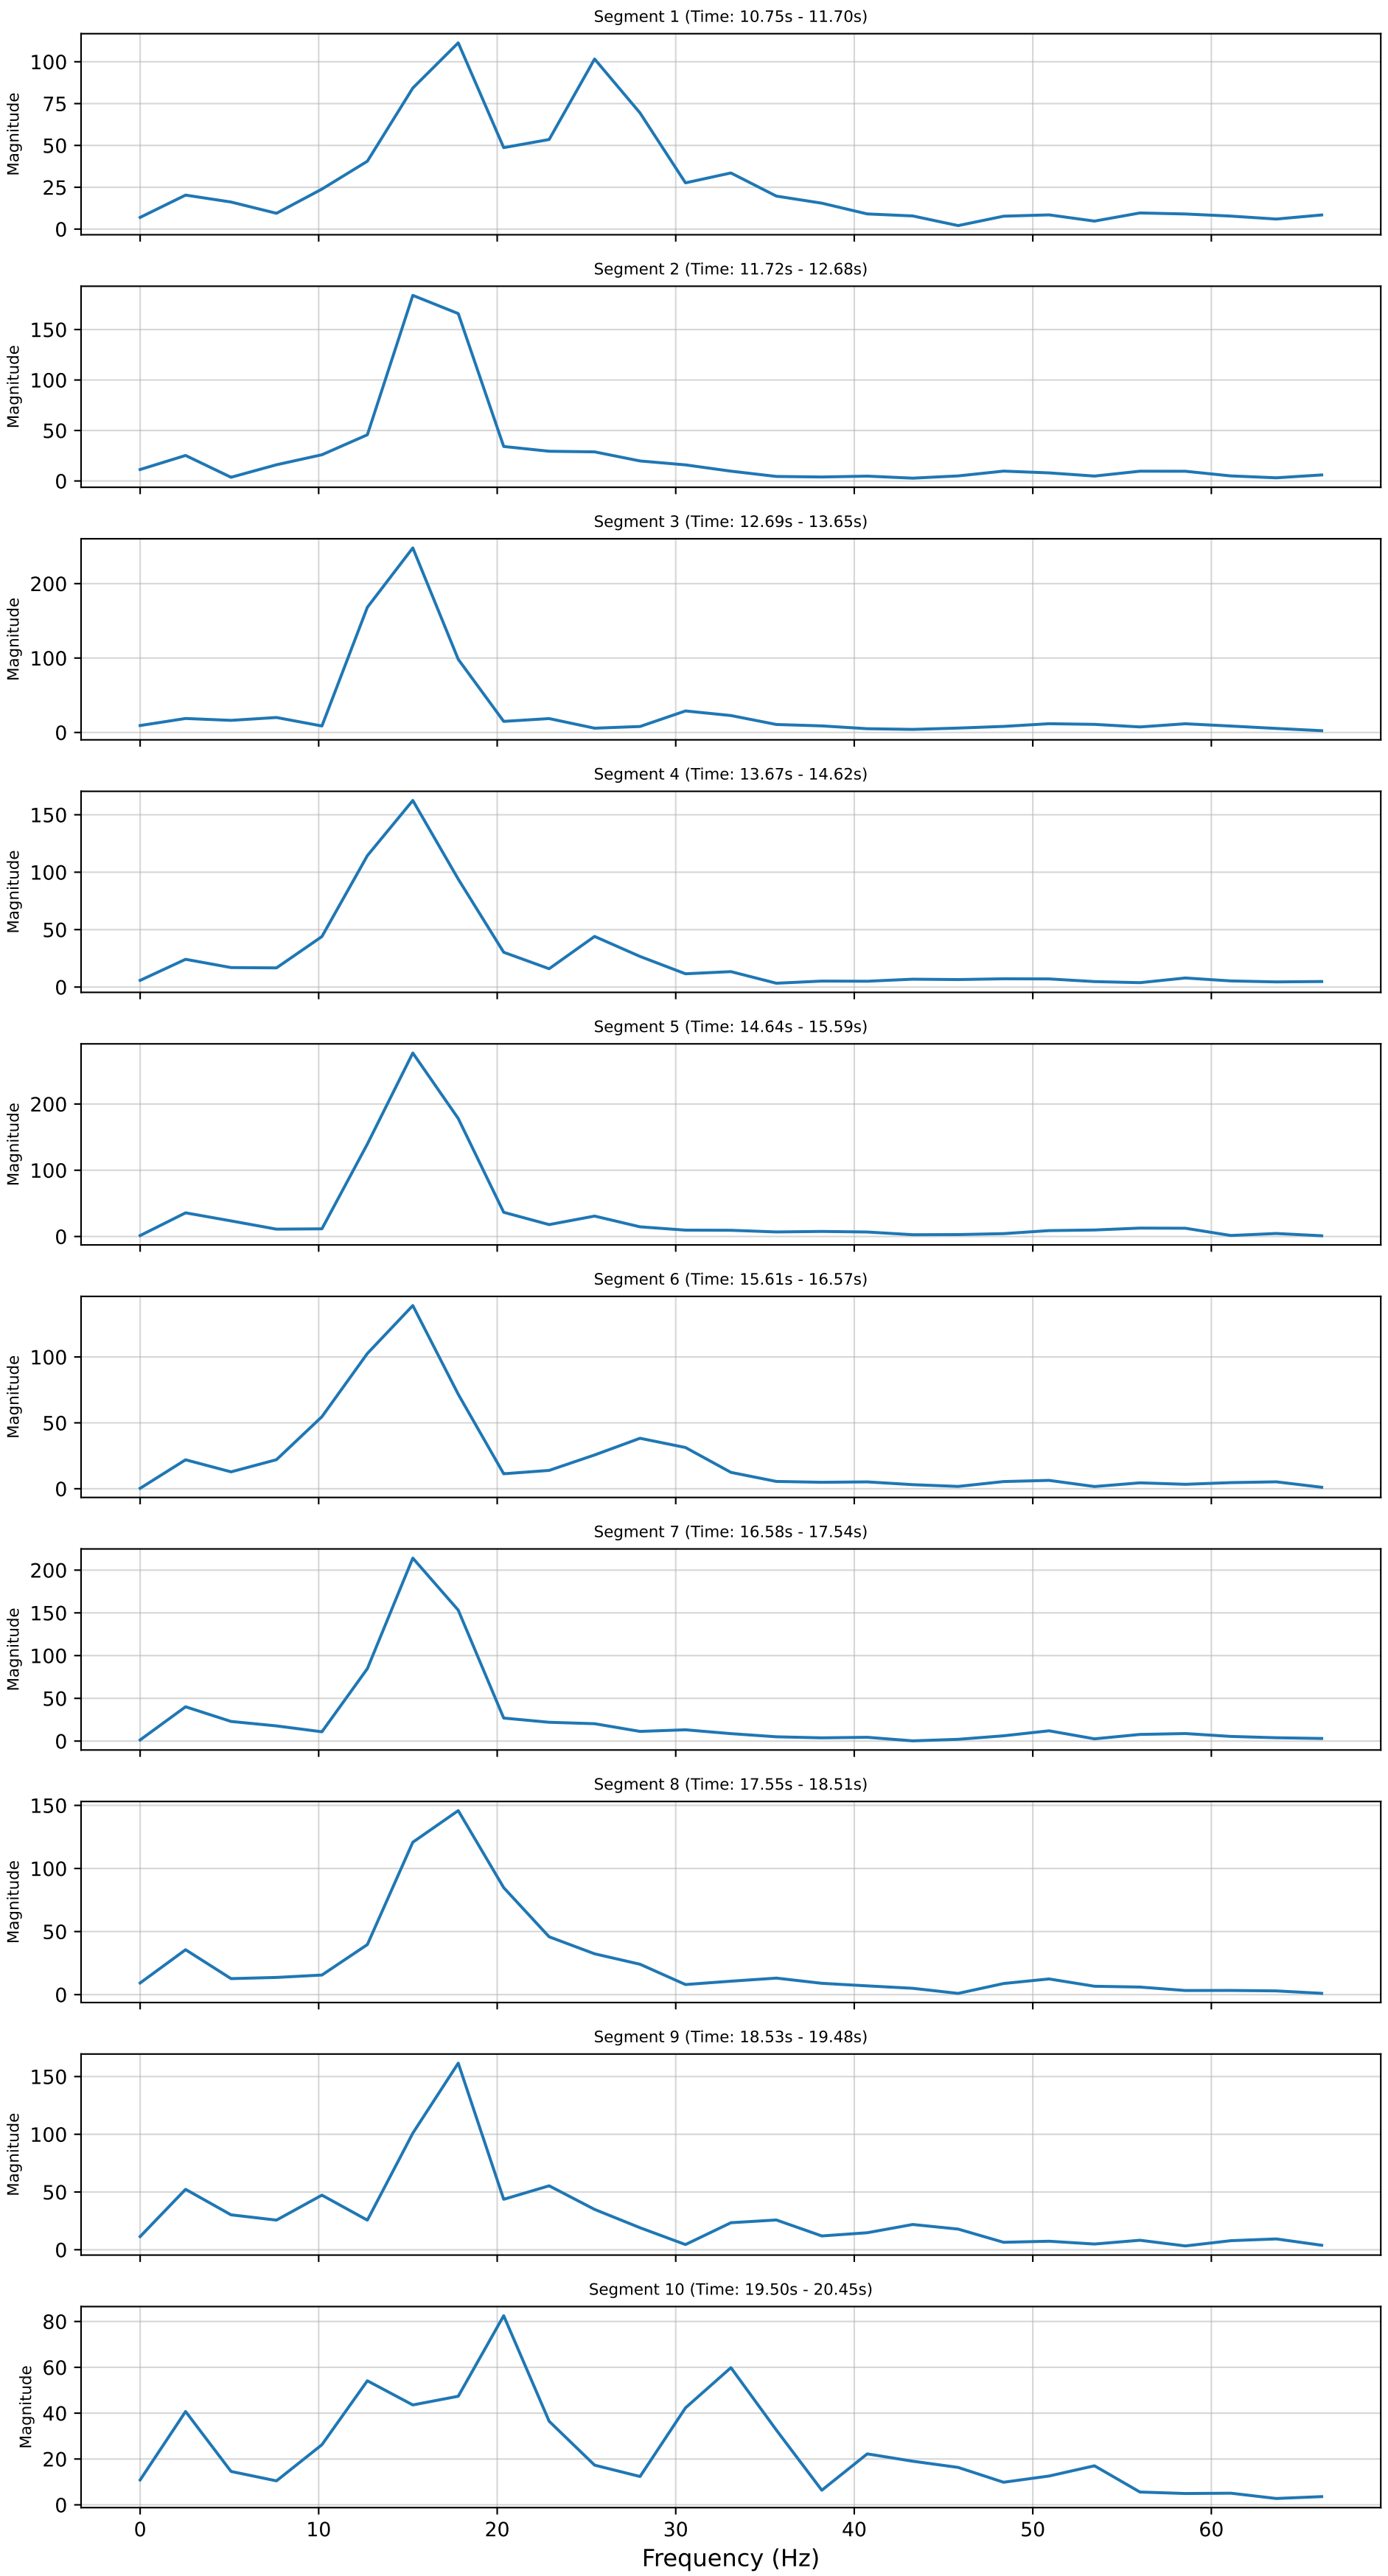 Segment 1 (Time: 10.75s - 11.70s)
Magnitude
100
75
50
25
0
Segment 2 (Time: 11.72s - 12.68s)
Magnitude
150
100
50
0
Segment 3 (Time: 12.69s - 13.65s)
Magnitude
200
100
0
Segment 4 (Time: 13.67s - 14.62s)
Magnitude
150
100
50
0
Segment 5 (Time: 14.64s - 15.59s)
Magnitude
200
100
0
Segment 6 (Time: 15.61s - 16.57s)
Magnitude
100
50
0
Segment 7 (Time: 16.58s - 17.54s)
Magnitude
200
150
100
50
0
Segment 8 (Time: 17.55s - 18.51s)
Magnitude
150
100
50
0
Segment 9 (Time: 18.53s - 19.48s)
Magnitude
150
100
50
0
Segment 10 (Time: 19.50s - 20.45s)
Magnitude
80
60
40
20
0
0 10 20 30 40 50 60
Frequency (Hz)